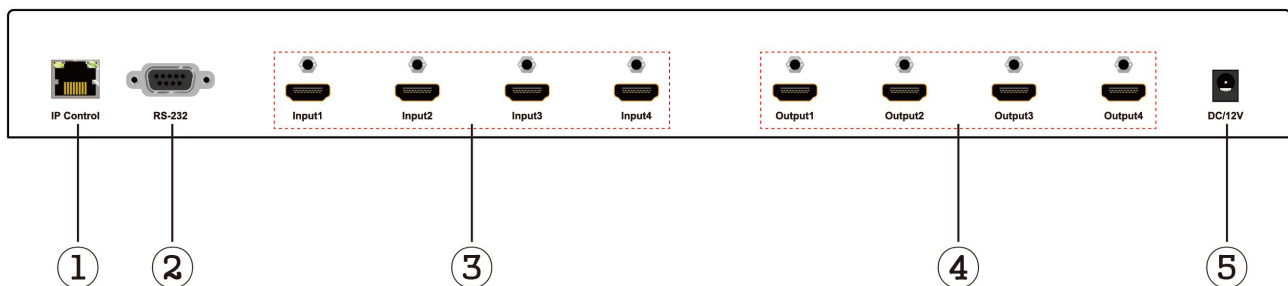 IP Control RS-232 Input1 Input2 Input3 Input4 Output1 Output2 Output3 Output4 DC/12V
1 2 3 4 5